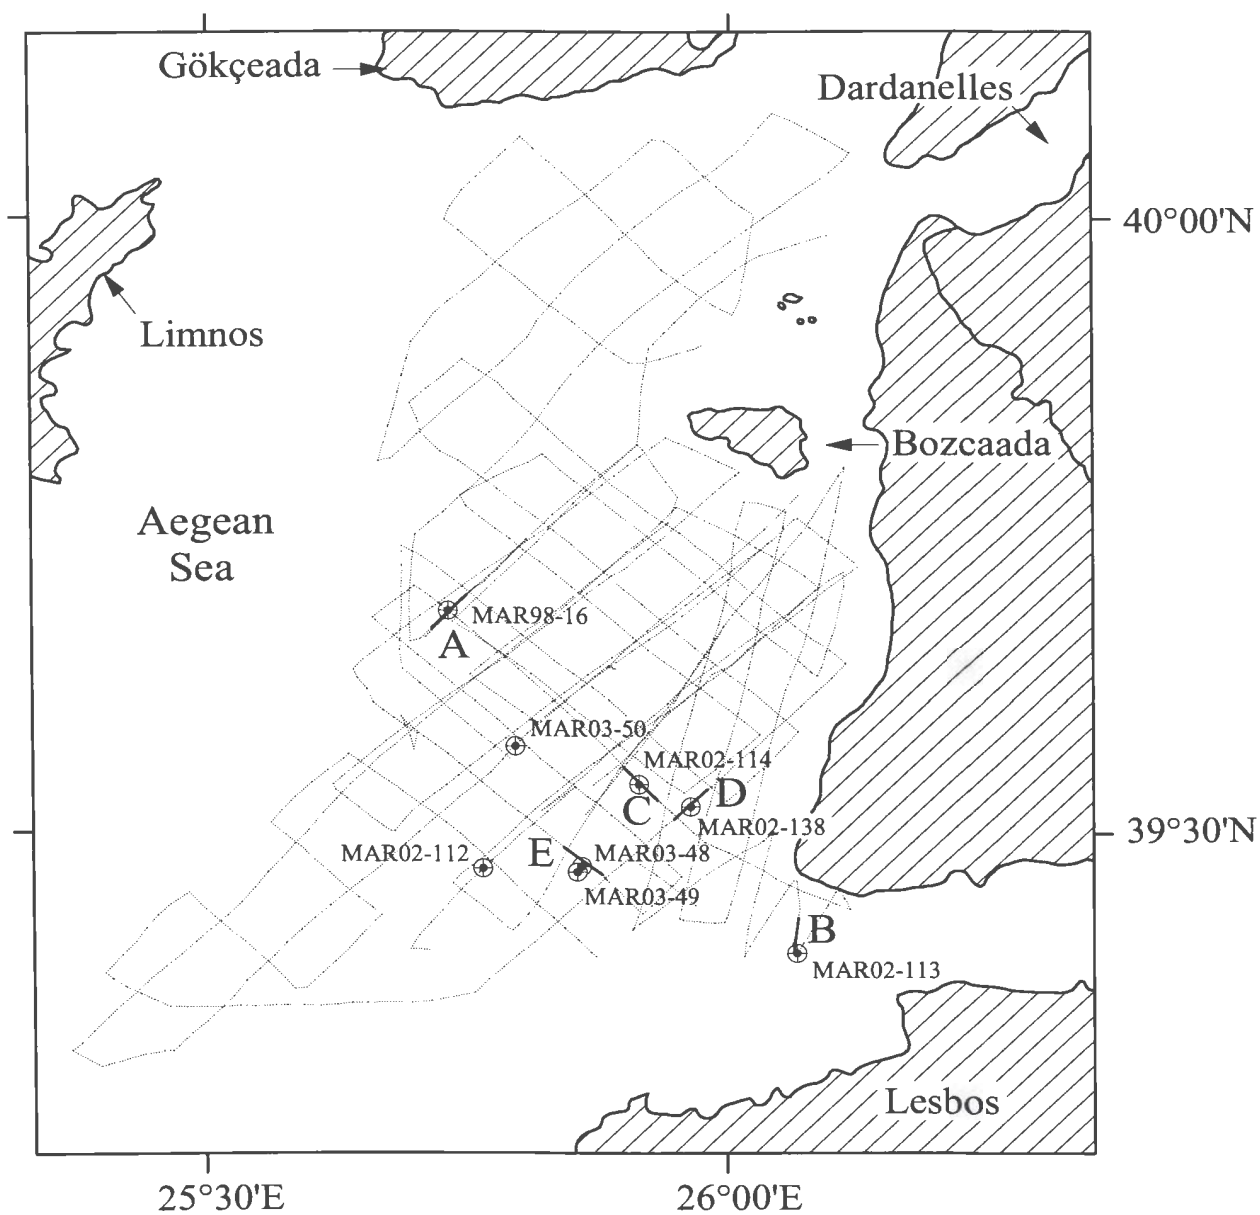 Gökçeada
Dardanelles
40°00'N
Limnos
Bozcaada
Aegean
Sea
MAR98-16
A
MAR03-50
MAR02-114
C
D
MAR02-138
39°30'N
MAR02-112
E
MAR03-48
MAR03-49
B
MAR02-113
Lesbos
25°30'E
26°00'E